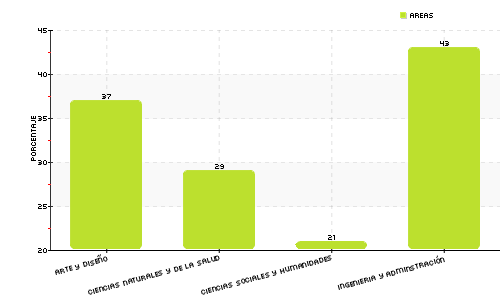 AREAS
45
40
35
30
25
20
PORCENTAJE
37
29
21
43
ARTE Y DISEÑO
CIENCIAS NATURALES Y DE LA SALUD
CIENCIAS SOCIALES Y HUMANIDADES
INGENIERIA Y ADMINSTRACIÓN